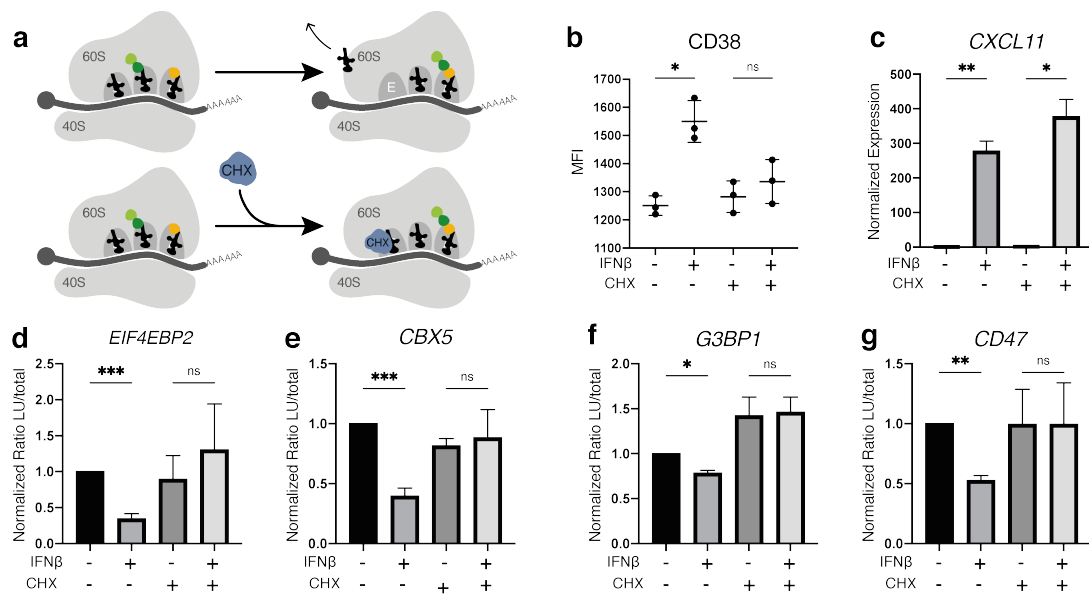 a
60S
40S
AAA4AA
60S
E
AAA4AA
CHX
60S
40S
AAA4AA
60S
CHX
40S
AAA4AA
b
CD38
* ns
MFI
1700
1600
1500
1400
1300
1200
1100
IFNβ - + - +
CHX - - + +
c
CXCL11
** *
Normalized Expression
500
400
300
200
100
0
IFNβ - + - +
CHX - - + +
d
EIF4EBP2
*** ns
Normalized Ratio LU/total
2.5
2.0
1.5
1.0
0.5
0.0
IFNβ - + - +
CHX - - + +
e
CBX5
*** ns
Normalized Ratio LU/total
1.5
1.0
0.5
0.0
IFNβ - + - +
CHX - - + +
f
G3BP1
* ns
Normalized Ratio LU/total
2.0
1.5
1.0
0.5
0.0
IFNβ - + - +
CHX - - + +
g
CD47
** ns
Normalized Ratio LU/total
1.5
1.0
0.5
0.0
IFNβ - + - +
CHX - - + +